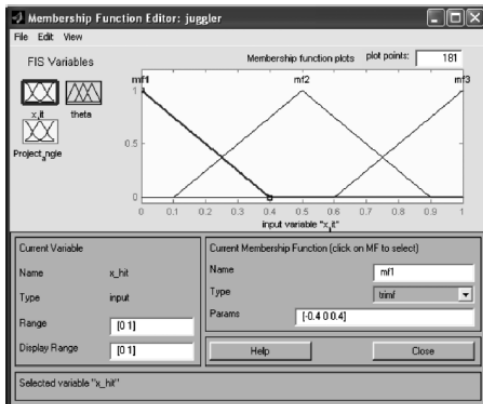 Membership Function Editor: juggler
File Edit View
FIS Variables
Membership function plots
plot points:
181
x_hit
theta
Project_angle
mf1
mf2
mf3
1
0.5
0
0 0.1 0.2 0.3 0.4 0.5 0.6 0.7 0.8 0.9 1
input variable "x_hit"
Current Variable
Name x_hit
Type input
Range [0 1]
Display Range [0 1]
Current Membership Function (click on MF to select)
Name mf1
Type trimf
Params [-0.4 0 0.4]
Help
Close
Selected variable "x_hit"